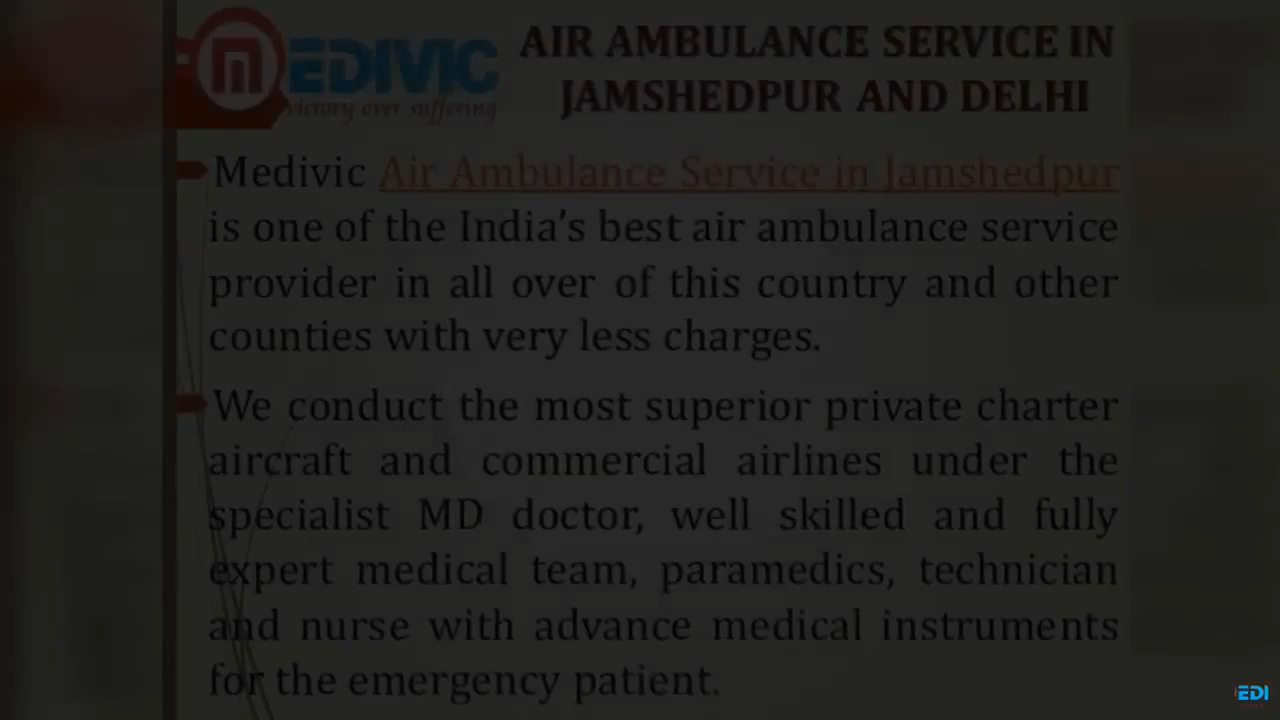 MEDIVIC
victory over suffering
AIR AMBULANCE SERVICE IN
JAMSHEDPUR AND DELHI
Medivic Air Ambulance Service in Jamshedpur
is one of the India's best air ambulance service
provider in all over of this country and other
counties with very less charges.
We conduct the most superior private charter
aircraft and commercial airlines under the
specialist MD doctor, well skilled and fully
expert medical team, paramedics, technician
and nurse with advance medical instruments
for the emergency patient.
EDI